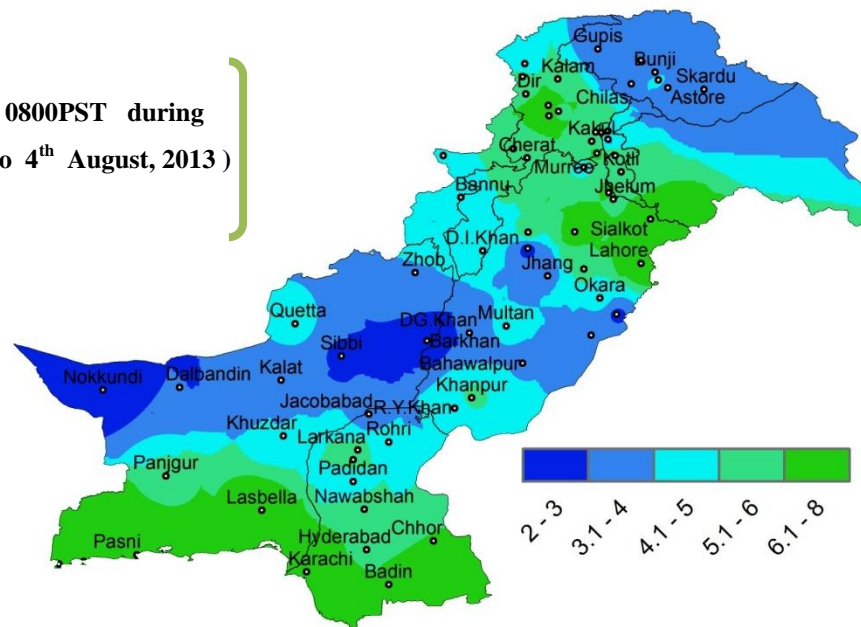 0800PST during
o 4th August, 2013 )
Gupis
Bunji
Kalam
Skardu
Dir
Astore
Chilas
Kakul
Cherat
Kotli
Murree
Jhelum
Bannu
Sialkot
D.I.Khan
Lahore
Zhob
Jhang
Okara
Quetta
Multan
DG.Khan
Sibbi
Barkhan
Bahawalpur
Nokkundi
Dalbandin
Kalat
Khanpur
Jacobabad
R.Y.Khan
Khuzdar
Rohri
Larkana
Panjgur
Padidan
Lasbella
Nawabshah
Chhor
Pasni
Hyderabad
Karachi
Badin
2 - 3
3.1 - 4
4.1 - 5
5.1 - 6
6.1 - 8